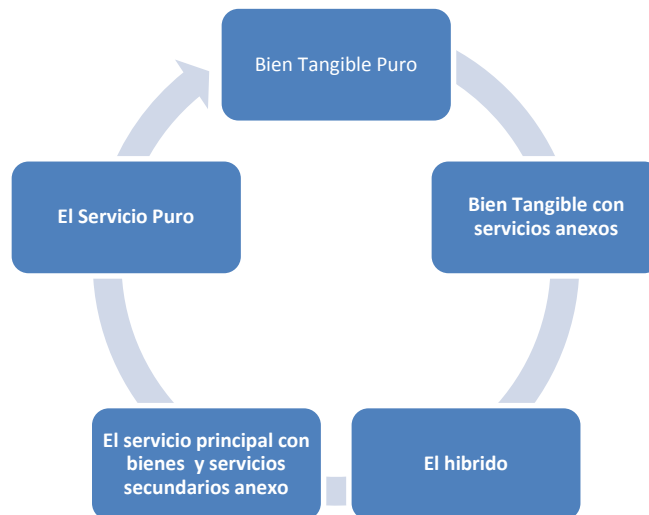 Bien Tangible Puro
Bien Tangible con
servicios anexos
El hibrido
El servicio principal con
bienes y servicios
secundarios anexo
El Servicio Puro